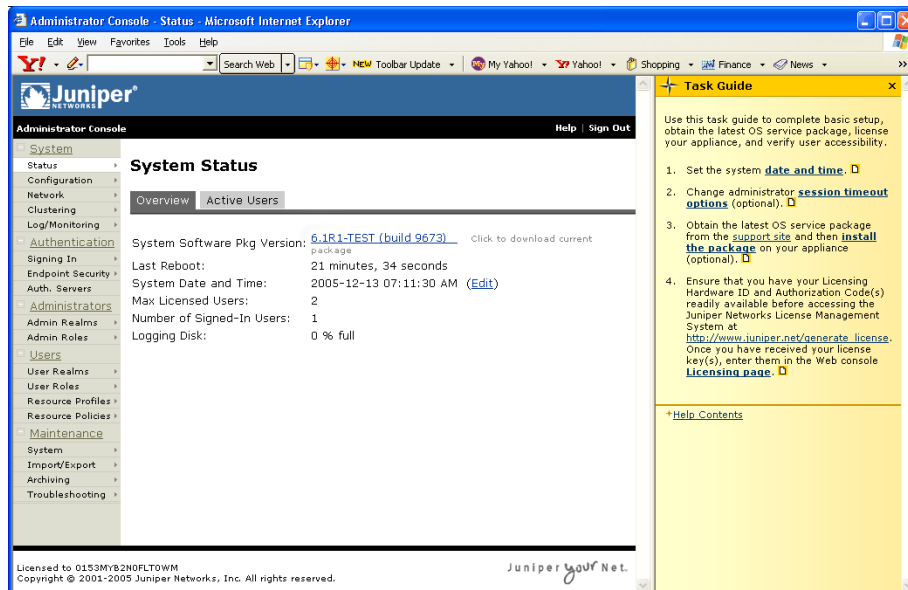 Administrator Console - Status - Microsoft Internet Explorer
File Edit View Favorites Tools Help
Y! Search Web NEW Toolbar Update My Yahoo! Yahoo! Shopping Finance News »
Juniper®
NETWORKS
Administrator Console Help | Sign Out
System
Status
Configuration
Network
Clustering
Log/Monitoring
Authentication
Signing In
Endpoint Security
Auth. Servers
Administrators
Admin Realms
Admin Roles
Users
User Realms
User Roles
Resource Profiles
Resource Policies
Maintenance
System
Import/Export
Archiving
Troubleshooting
System Status
Overview Active Users
System Software Pkg Version: 6.1R1-TEST (build 9673) Click to download current
package
Last Reboot: 21 minutes, 34 seconds
System Date and Time: 2005-12-13 07:11:30 AM (Edit)
Max Licensed Users: 2
Number of Signed-In Users: 1
Logging Disk: 0 % full
Licensed to 0153MYB2N0FLT0WM
Copyright © 2001-2005 Juniper Networks, Inc. All rights reserved.
Juniper your Net.
Task Guide x
Use this task guide to complete basic setup,
obtain the latest OS service package, license
your appliance, and verify user accessibility.
1. Set the system date and time.
2. Change administrator session timeout
options (optional).
3. Obtain the latest OS service package
from the support site and then install
the package on your appliance
(optional).
4. Ensure that you have your Licensing
Hardware ID and Authorization Code(s)
readily available before accessing the
Juniper Networks License Management
System at
http://www.juniper.net/generate_license.
Once you have received your license
key(s), enter them in the Web console
Licensing page.
Help Contents